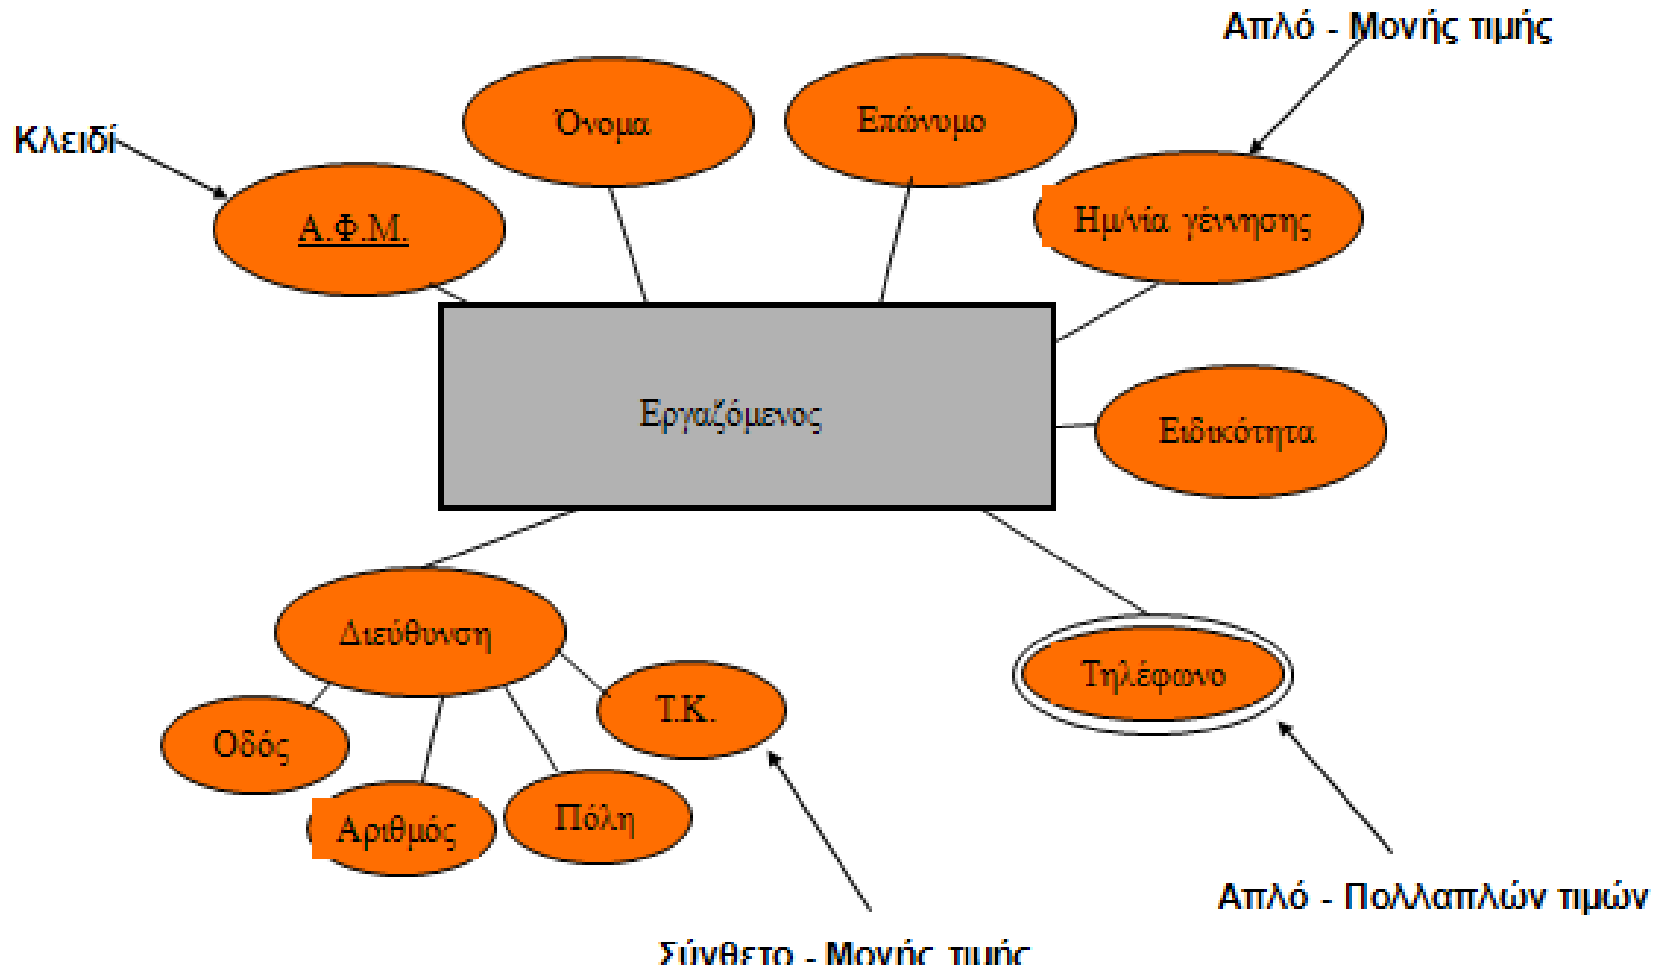 Απλό - Μονής τιμής
Κλειδί
Όνομα
Επώνυμο
Α.Φ.Μ.
Ημ/νία γέννησης
Εργαζόμενος
Ειδικότητα
Διεύθυνση
Τηλέφωνο
Τ.Κ.
Οδός
Αριθμός
Πόλη
Απλό - Πολλαπλών τιμών
Σύνθετο - Μονής τιμής